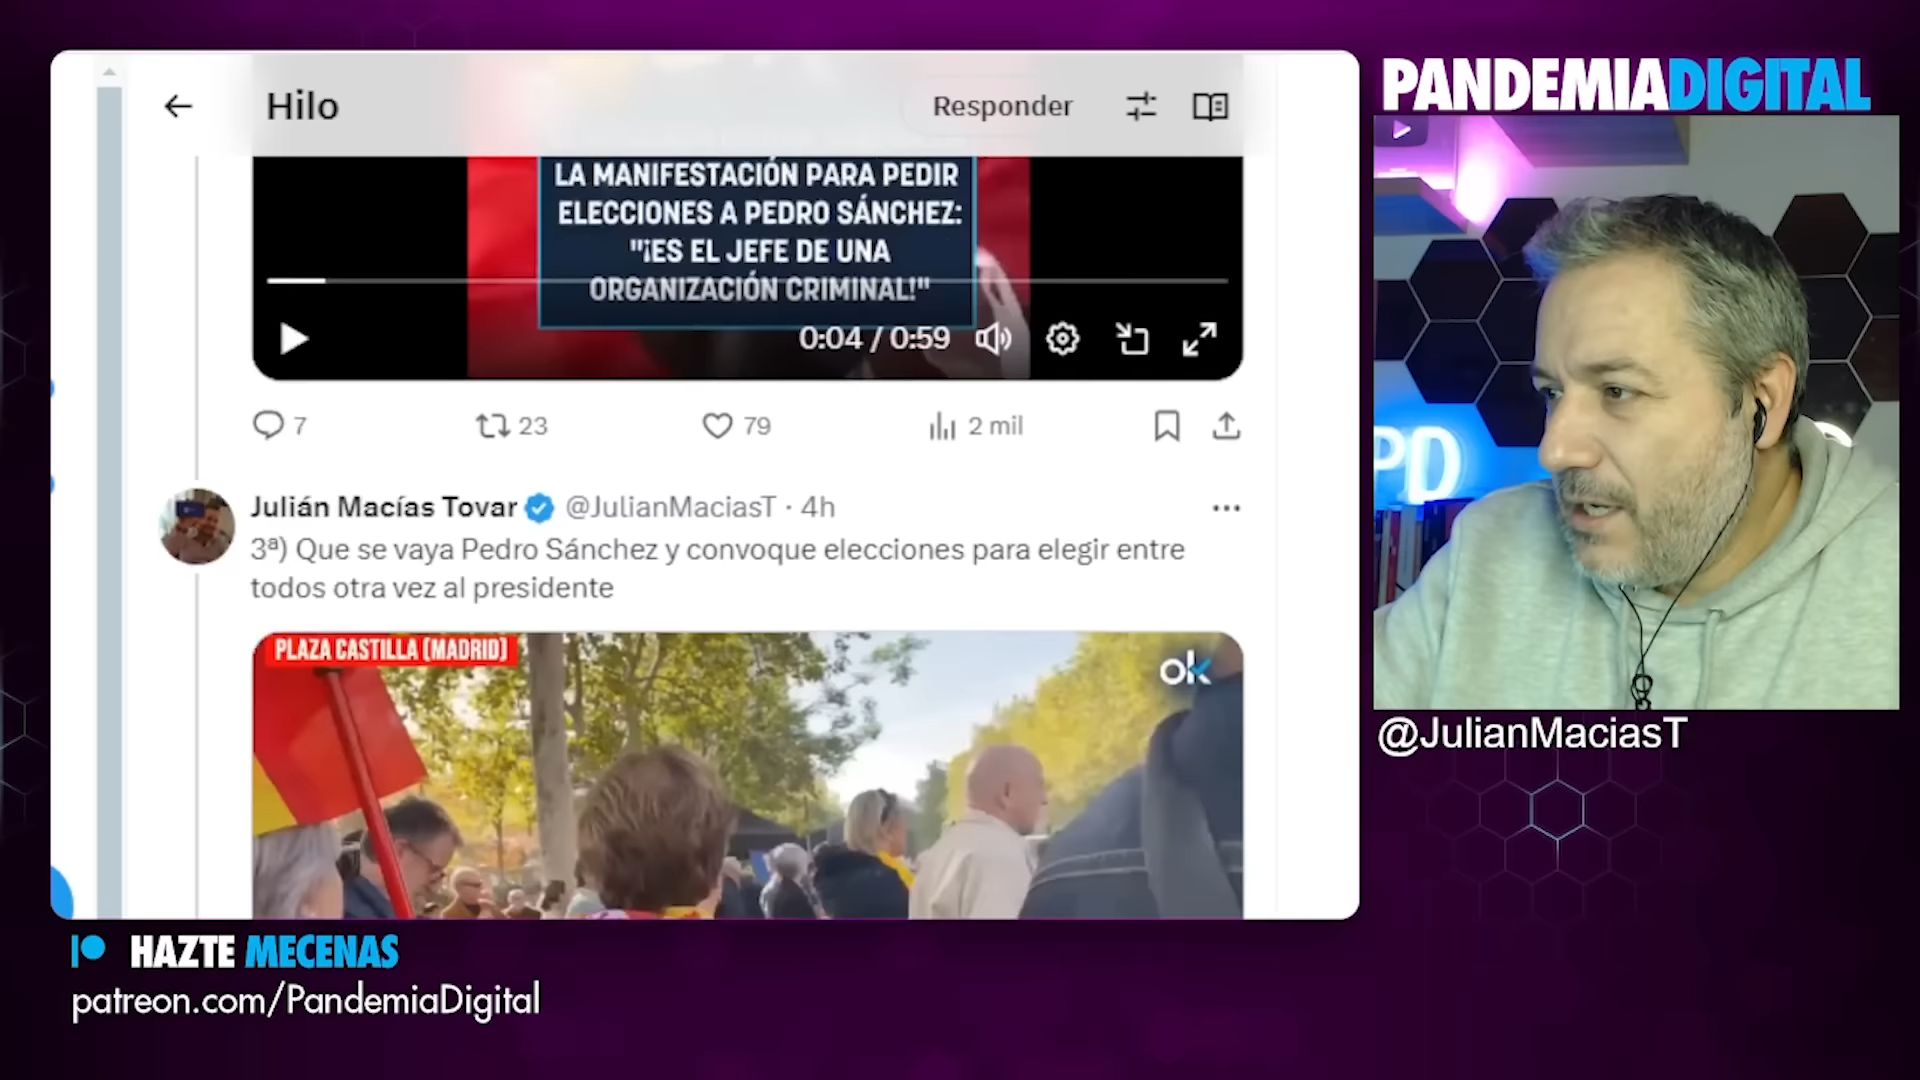 Hilo
Responder
LA MANIFESTACIÓN PARA PEDIR
ELECCIONES A PEDRO SÁNCHEZ:
"¡ES EL JEFE DE UNA
ORGANIZACIÓN CRIMINAL!"
0:04 / 0:59
7
23
79
2 mil
Julián Macías Tovar @JulianMaciasT · 4h
3ª) Que se vaya Pedro Sánchez y convoque elecciones para elegir entre
todos otra vez al presidente
PLAZA CASTILLA (MADRID)
ok
HAZTE MECENAS
patreon.com/PandemiaDigital
PANDEMIADIGITAL
PD
@JulianMaciasT